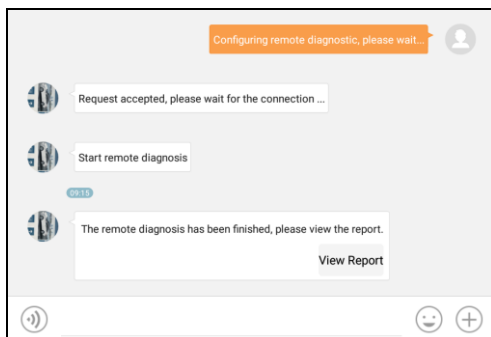 Configuring remote diagnostic, please wait...
Request accepted, please wait for the connection ...
Start remote diagnosis
09:15
The remote diagnosis has been finished, please view the report.
View Report